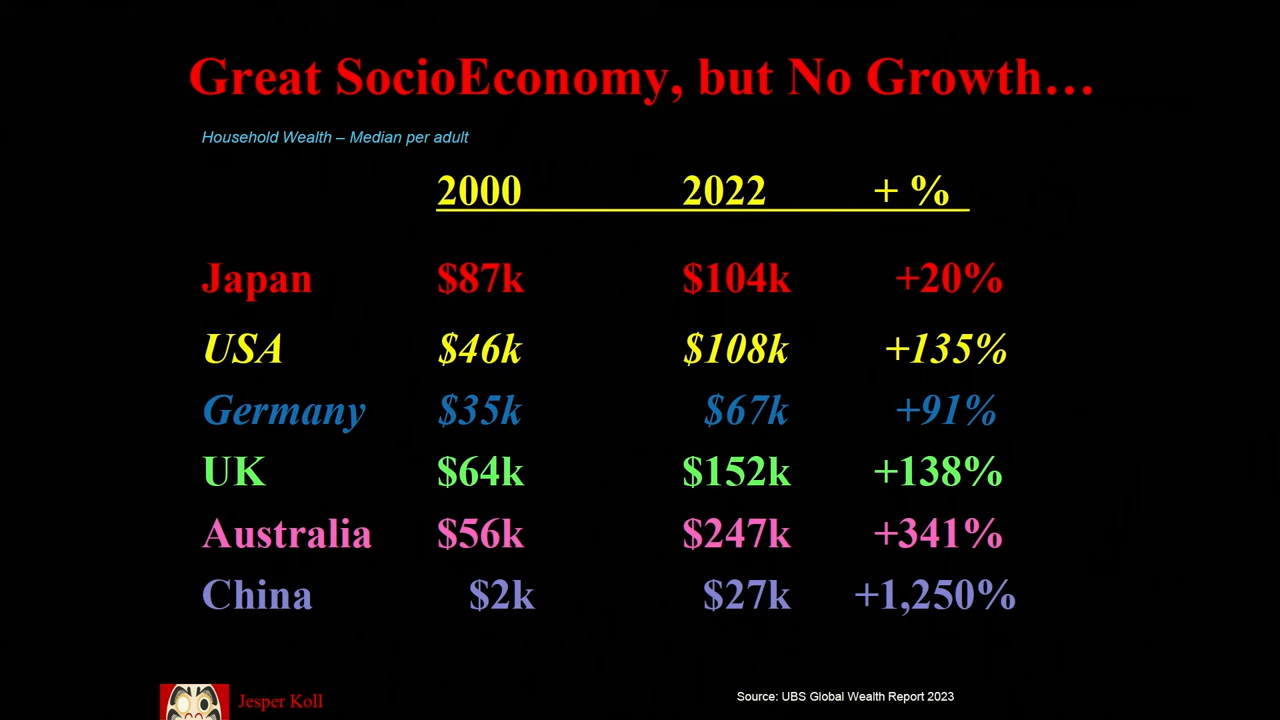 Great SocioEconomy, but No Growth…
Household Wealth – Median per adult
2000 2022 + %
Japan $87k $104k +20%
USA $46k $108k +135%
Germany $35k $67k +91%
UK $64k $152k +138%
Australia $56k $247k +341%
China $2k $27k +1,250%
Jesper Koll
Source: UBS Global Wealth Report 2023